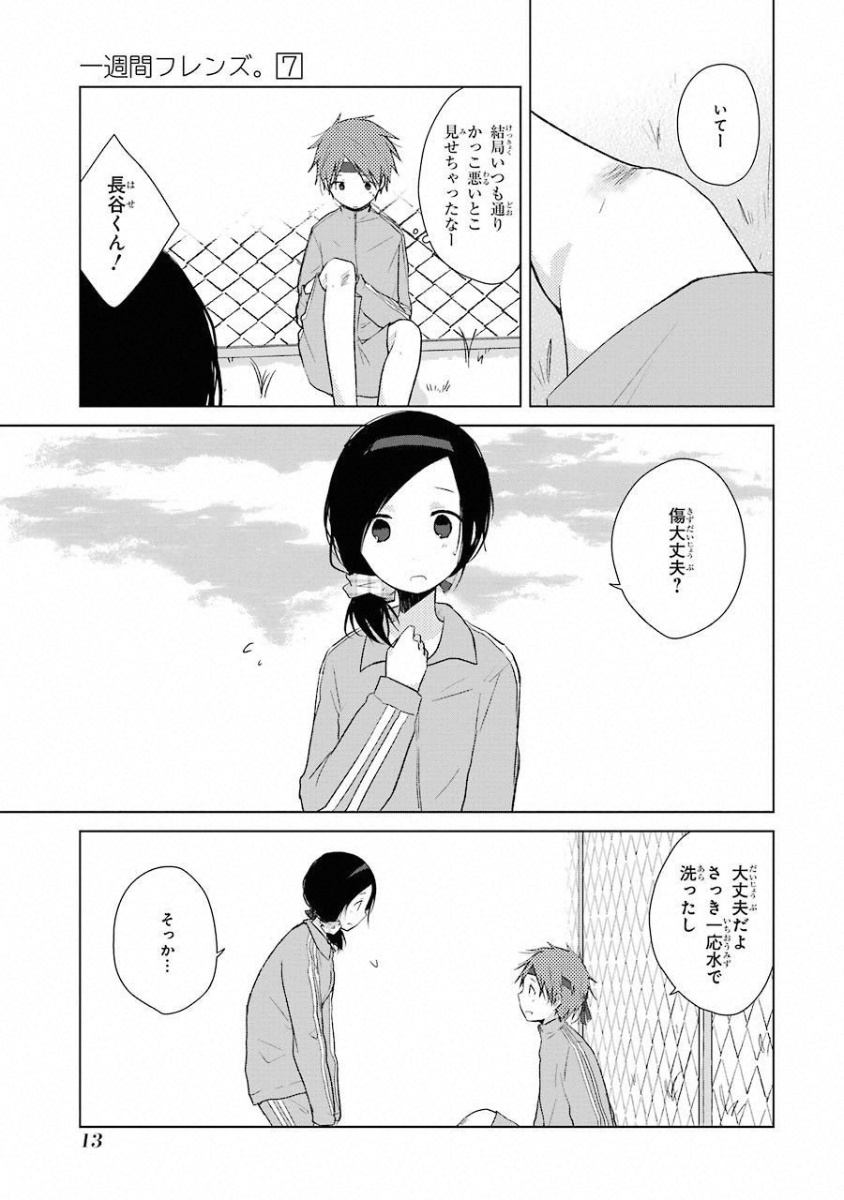 一週間フレンズ。7
いてー
結局いつも通り
かっこ悪いとこ
見せちゃったなー
長谷くん!
傷大丈夫?
大丈夫だよ
さっき一応水で
洗ったし
そっか…
13